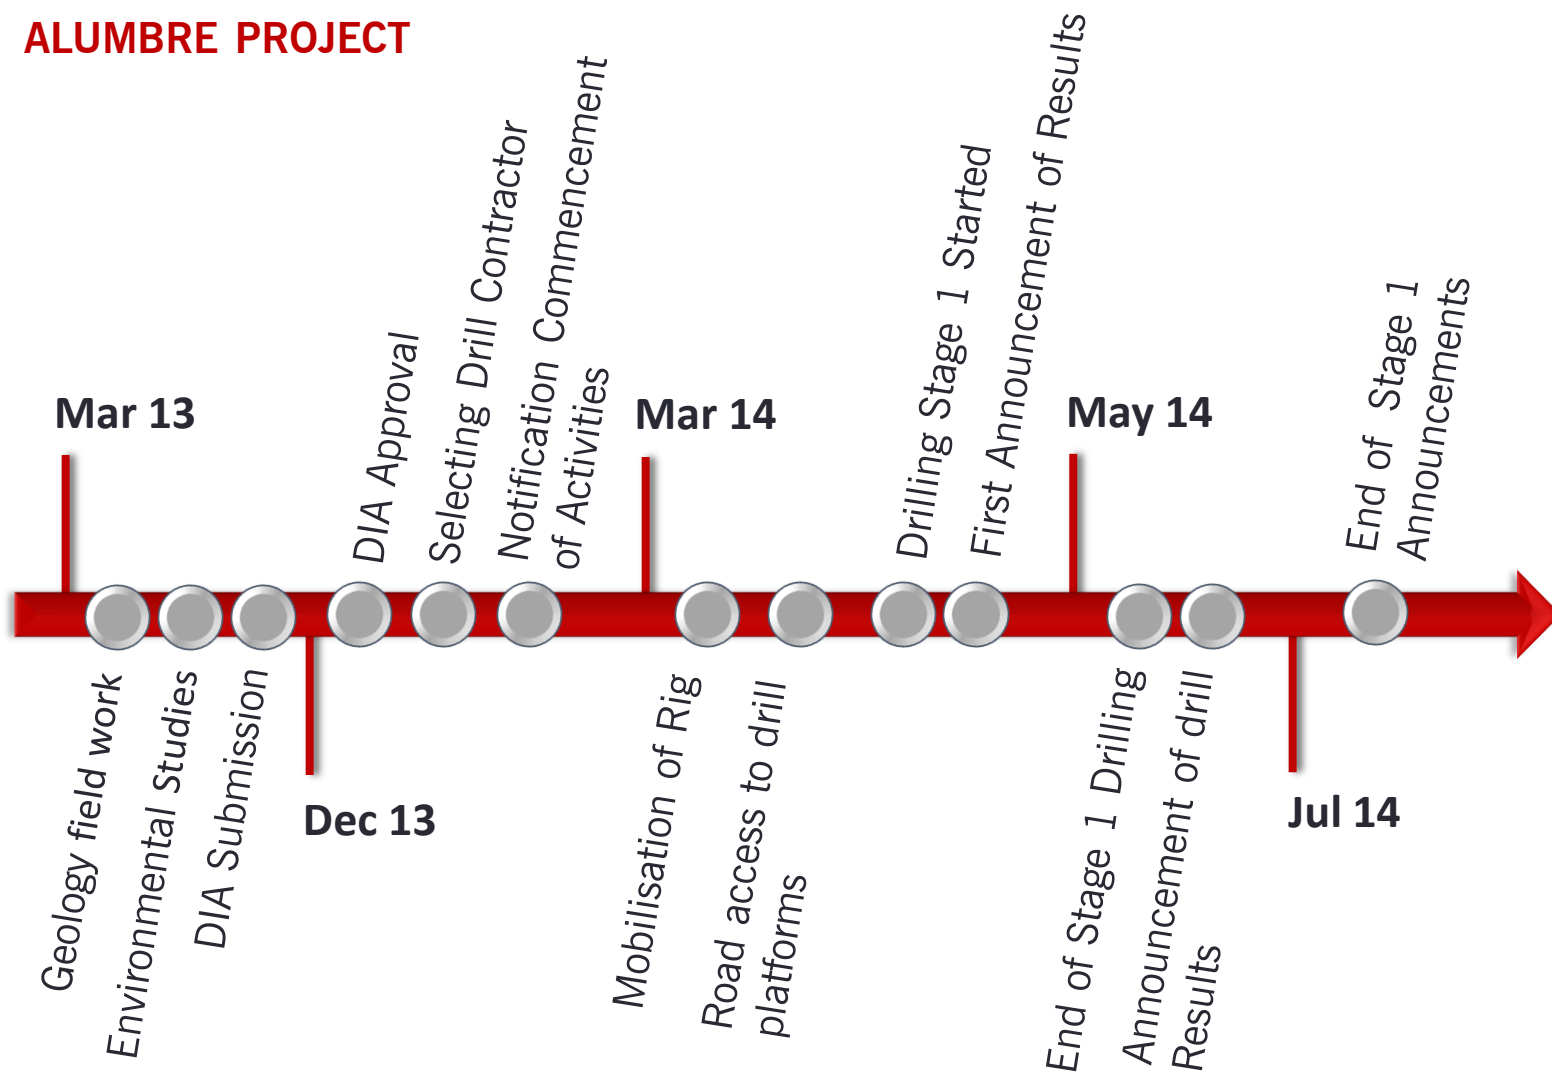 ALUMBRE PROJECT
Mar 13
Geology field work
Environmental Studies
DIA Submission
Dec 13
DIA Approval
Selecting Drill Contractor
Notification Commencement
of Activities
Mar 14
Mobilisation of Rig
Road access to drill
platforms
Drilling Stage 1 Started
First Announcement of Results
May 14
End of Stage 1 Drilling
Announcement of drill
Results
Jul 14
End of Stage 1
Announcements